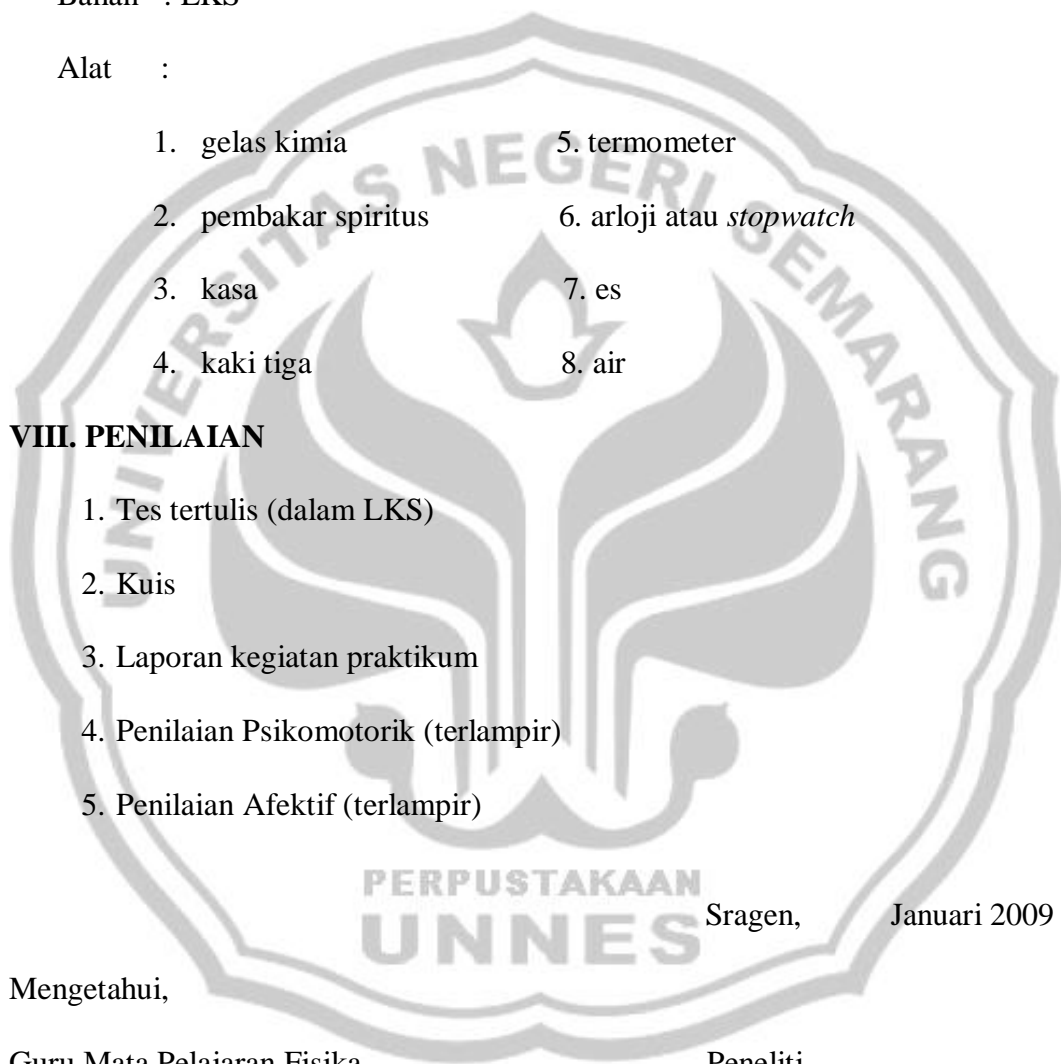 Bahan : LKS
Alat :
1. gelas kimia 5. termometer
2. pembakar spiritus 6. arloji atau stopwatch
3. kasa 7. es
4. kaki tiga 8. air
VIII. PENILAIAN
1. Tes tertulis (dalam LKS)
2. Kuis
3. Laporan kegiatan praktikum
4. Penilaian Psikomotorik (terlampir)
5. Penilaian Afektif (terlampir)
Sragen, Januari 2009
Mengetahui,
Guru Mata Pelajaran Fisika Peneliti
UNIVERSITAS NEGERI SEMARANG
PERPUSTAKAAN
UNNES